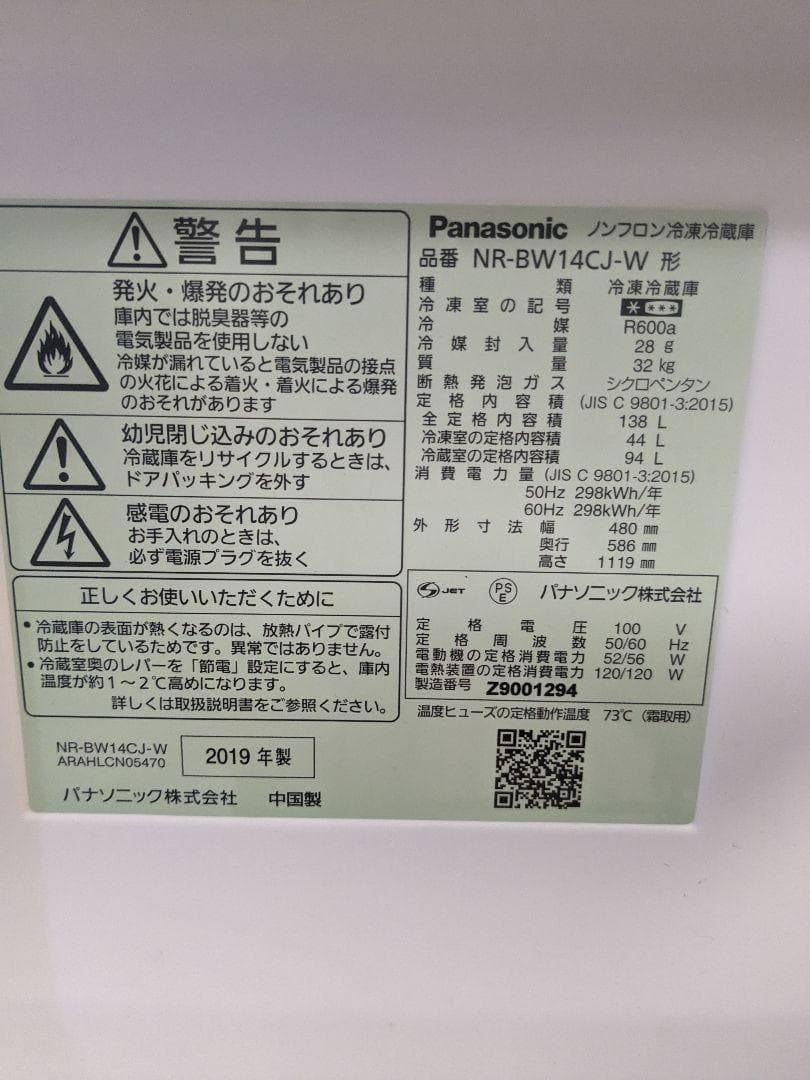 警告
発火・爆発のおそれあり
庫内では脱臭器等の
電気製品を使用しない
冷媒が漏れていると電気製品の接点
の火花による着火・着火による爆発
のおそれがあります
幼児閉じ込みのおそれあり
冷蔵庫をリサイクルするときは、
ドアパッキングを外す
感電のおそれあり
お手入れのときは、
必ず電源プラグを抜く
正しくお使いいただくために
・冷蔵庫の表面が熱くなるのは、放熱パイプで露付
防止をしているためです。異常ではありません。
・冷蔵室奥のレバーを「節電」設定にすると、庫内
温度が約1～2℃高めになります。
詳しくは取扱説明書をご参照ください。
NR-BW14CJ-W
ARAHLCN05470
2019年製
パナソニック株式会社 中国製
Panasonic ノンフロン冷凍冷蔵庫
品番 NR-BW14CJ-W 形
種類 冷凍冷蔵庫
冷凍室の記号 * ***
冷媒 R600a
冷媒封入量 28 g
質量 32 kg
断熱発泡ガス シクロペンタン
定格内容積 (JIS C 9801-3:2015)
全定格内容積 138 L
冷凍室の定格内容積 44 L
冷蔵室の定格内容積 94 L
消費電力量 (JIS C 9801-3:2015)
50Hz 298kWh/年
60Hz 298kWh/年
外形寸法 幅 480 mm
奥行 586 mm
高さ 1119 mm
S JET PS E パナソニック株式会社
定格電圧 100 V
定格周波数 50/60 Hz
電動機の定格消費電力 52/56 W
電熱装置の定格消費電力 120/120 W
製造番号 Z9001294
温度ヒューズの定格動作温度 73℃（霜取用）